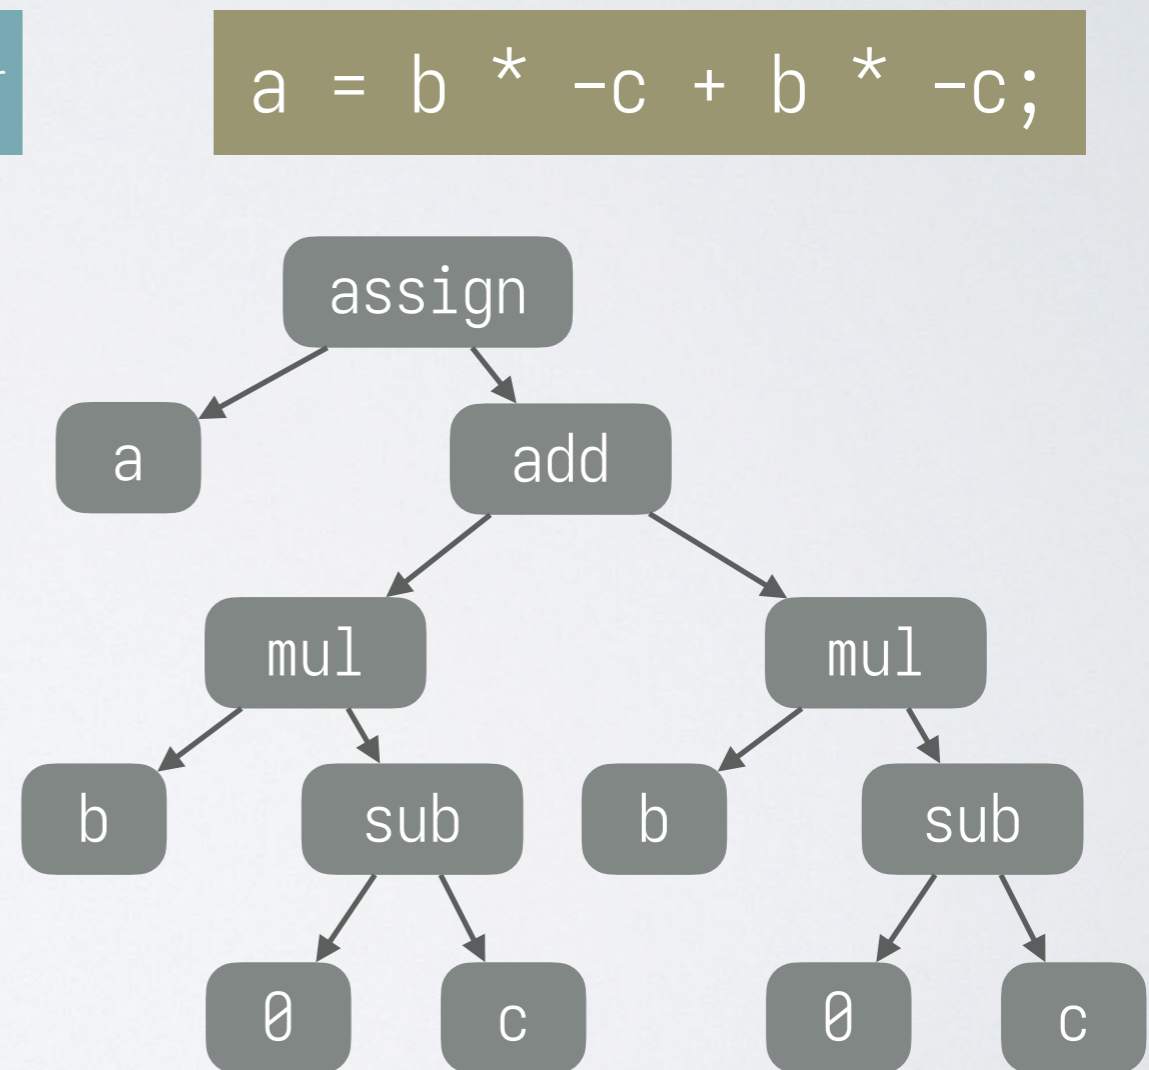 a = b * -c + b * -c;
assign
a add
mul mul
b sub b sub
0 c 0 c